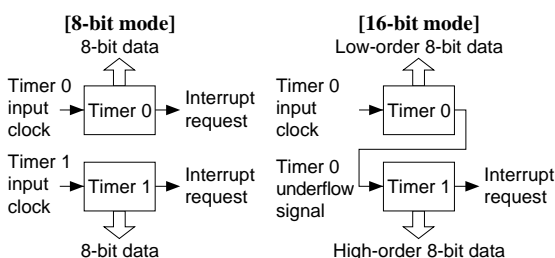 [8-bit mode]
8-bit data
Timer 0
input
clock
Timer 0
Interrupt
request
Timer 1
input
clock
Timer 1
Interrupt
request
8-bit data
[16-bit mode]
Low-order 8-bit data
Timer 0
input
clock
Timer 0
Timer 0
underflow
signal
Timer 1
Interrupt
request
High-order 8-bit data